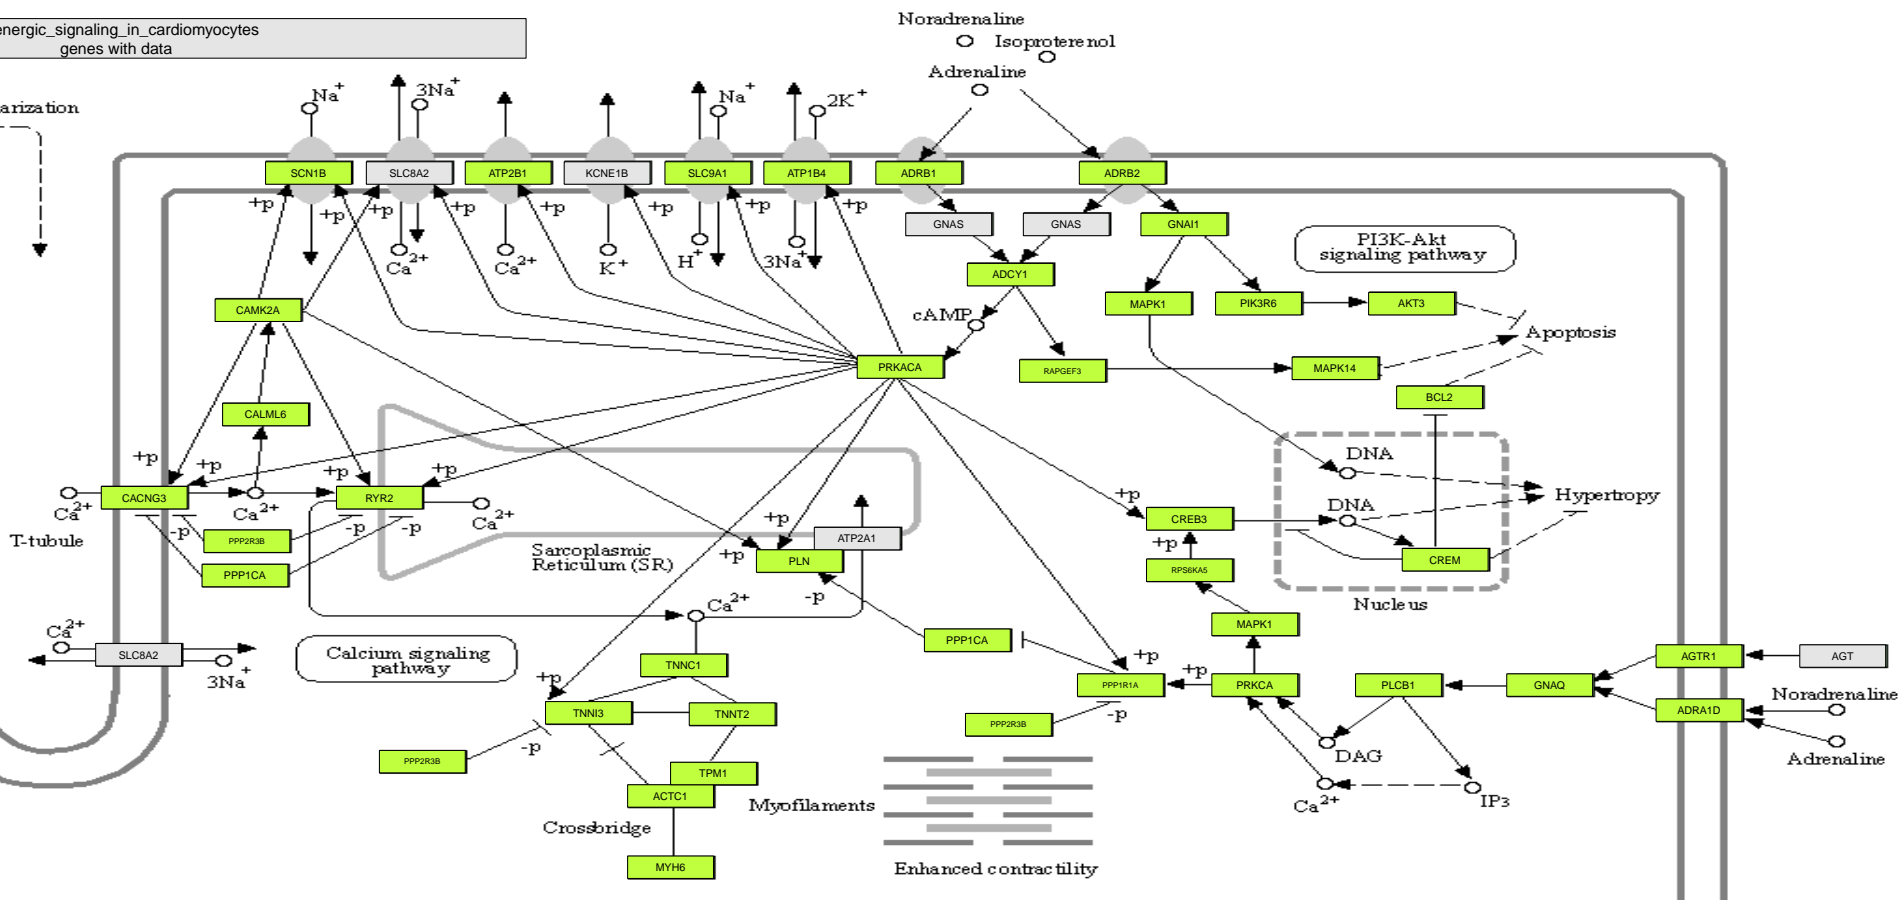 energic_signaling_in_cardiomyocytes
genes with data
arization
Noradrenaline
Isoproterenol
Adrenaline
Na+
3Na+
Na+
2K+
SCN1B
SLC8A2
ATP2B1
KCNE1B
SLC9A1
ATP1B4
ADRB1
ADRB2
+p
+p
+p
+p
+p
+p
+p
+p
GNAS
GNAS
GNAI1
Ca2+
Ca2+
K+
H+
3Na+
ADCY1
PI3K-Akt
signaling pathway
CAMK2A
cAMP
MAPK1
PIK3R6
AKT3
Apoptosis
PRKACA
RAPGEF3
MAPK14
BCL2
CALML6
DNA
+p
+p
+p
+p
CACNG3
RYR2
Ca2+
Ca2+
Ca2+
+p
Hypertropy
DNA
T-tubule
-p
-p
-p
PPP2R3B
PPP1CA
Sarcoplasmic
Reticulum (SR)
+p
+p
ATP2A1
PLN
-p
CREB3
+p
RPS6KA5
CREM
Nucleus
Ca2+
Ca2+
SLC8A2
3Na+
Calcium signaling
pathway
TNNC1
PPP1CA
MAPK1
+p
+p
+p
TNNI3
TNNT2
PPP1R1A
PRKCA
PLCB1
GNAQ
AGTR1
AGT
ADRA1D
Noradrenaline
Adrenaline
PPP2R3B
-p
PPP2R3B
-p
DAG
TPM1
ACTC1
Ca2+
IP3
Myofilaments
Crossbridge
MYH6
Enhanced contractility